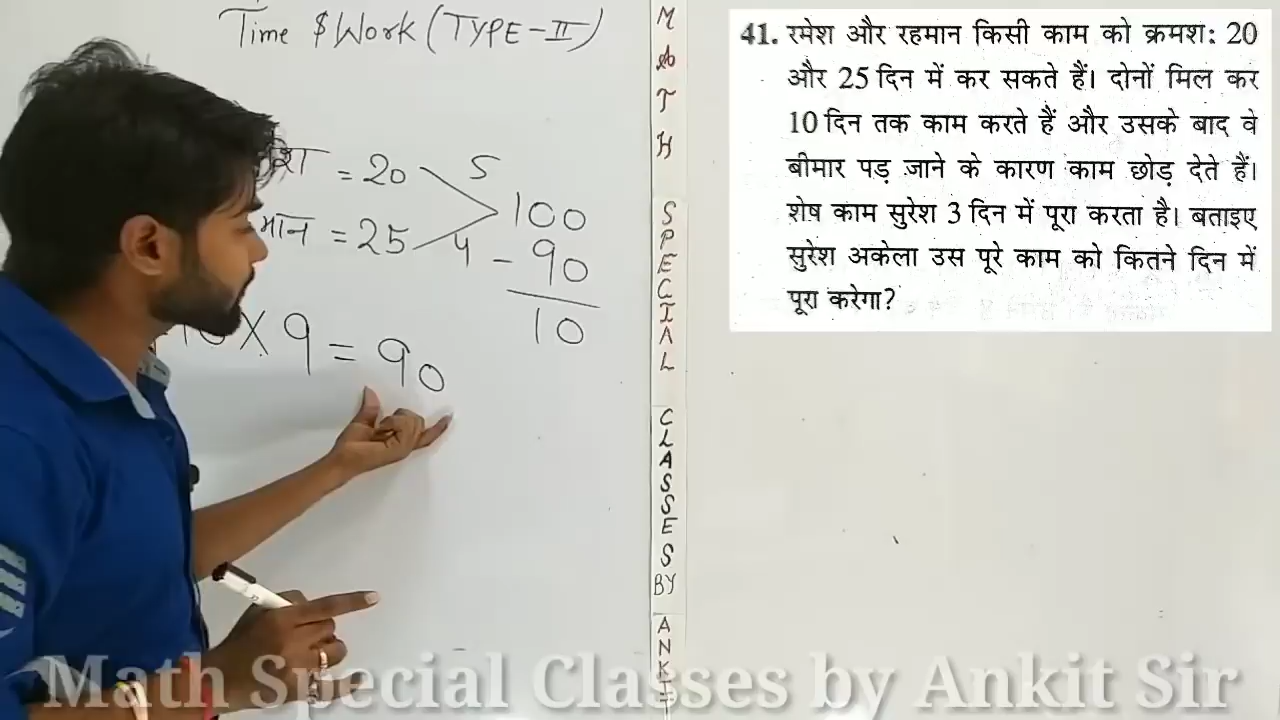 Time $ Work (TYPE-II)
= 20
5
100
मान = 25
4
- 90
10
10 X 9 = 90
MATH SPECIAL CLASSES BY ANKIT
41. रमेश और रहमान किसी काम को क्रमश: 20
और 25 दिन में कर सकते हैं। दोनों मिल कर
10 दिन तक काम करते हैं और उसके बाद वे
बीमार पड़ जाने के कारण काम छोड़ देते हैं।
शेष काम सुरेश 3 दिन में पूरा करता है। बताइए
सुरेश अकेला उस पूरे काम को कितने दिन में
पूरा करेगा?
Math Special Classes by Ankit Sir